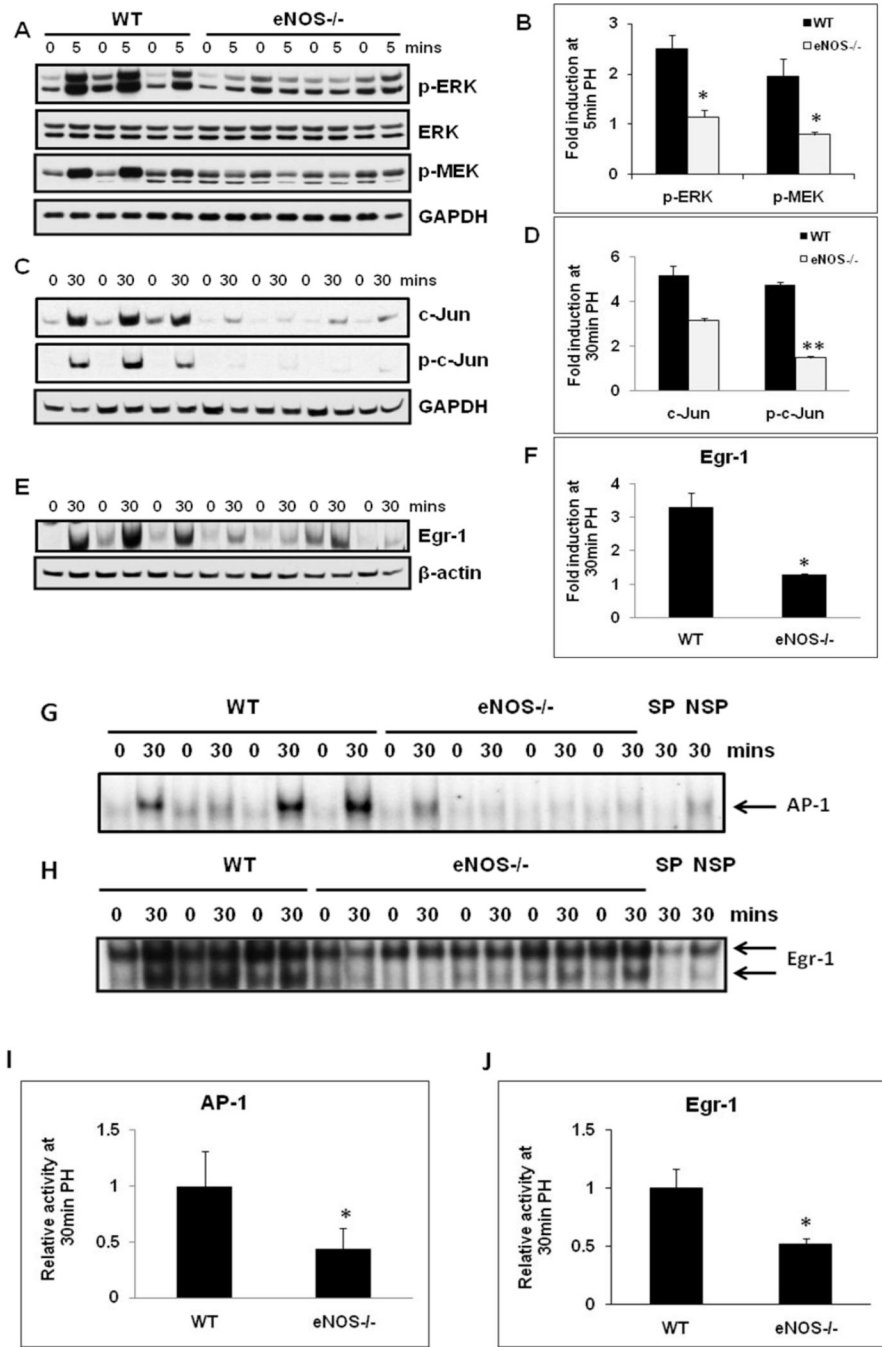 A
WT eNOS-/-
0 5 0 5 0 5 0 5 0 5 0 5 0 5 mins
p-ERK
ERK
p-MEK
GAPDH
B
WT
eNOS-/-
Fold induction at
5min PH
3
2
1
0
*
*
p-ERK p-MEK
C
0 30 0 30 0 30 0 30 0 30 0 30 0 30 mins
c-Jun
p-c-Jun
GAPDH
D
WT
eNOS-/-
Fold induction at
30min PH
6
4
2
0
**
c-Jun p-c-Jun
E
0 30 0 30 0 30 0 30 0 30 0 30 0 30 mins
Egr-1
β-actin
F
Egr-1
Fold induction at
30min PH
4
3
2
1
0
*
WT eNOS-/-
G
WT eNOS-/- SP NSP
0 30 0 30 0 30 0 30 0 30 0 30 0 30 0 30 30 30 mins
AP-1
H
WT eNOS-/- SP NSP
0 30 0 30 0 30 0 30 0 30 0 30 0 30 0 30 30 30 mins
Egr-1
I
AP-1
Relative activity at
30min PH
1.5
1
0.5
0
*
WT eNOS-/-
J
Egr-1
Relative activity at
30min PH
1.5
1
0.5
0
*
WT eNOS-/-